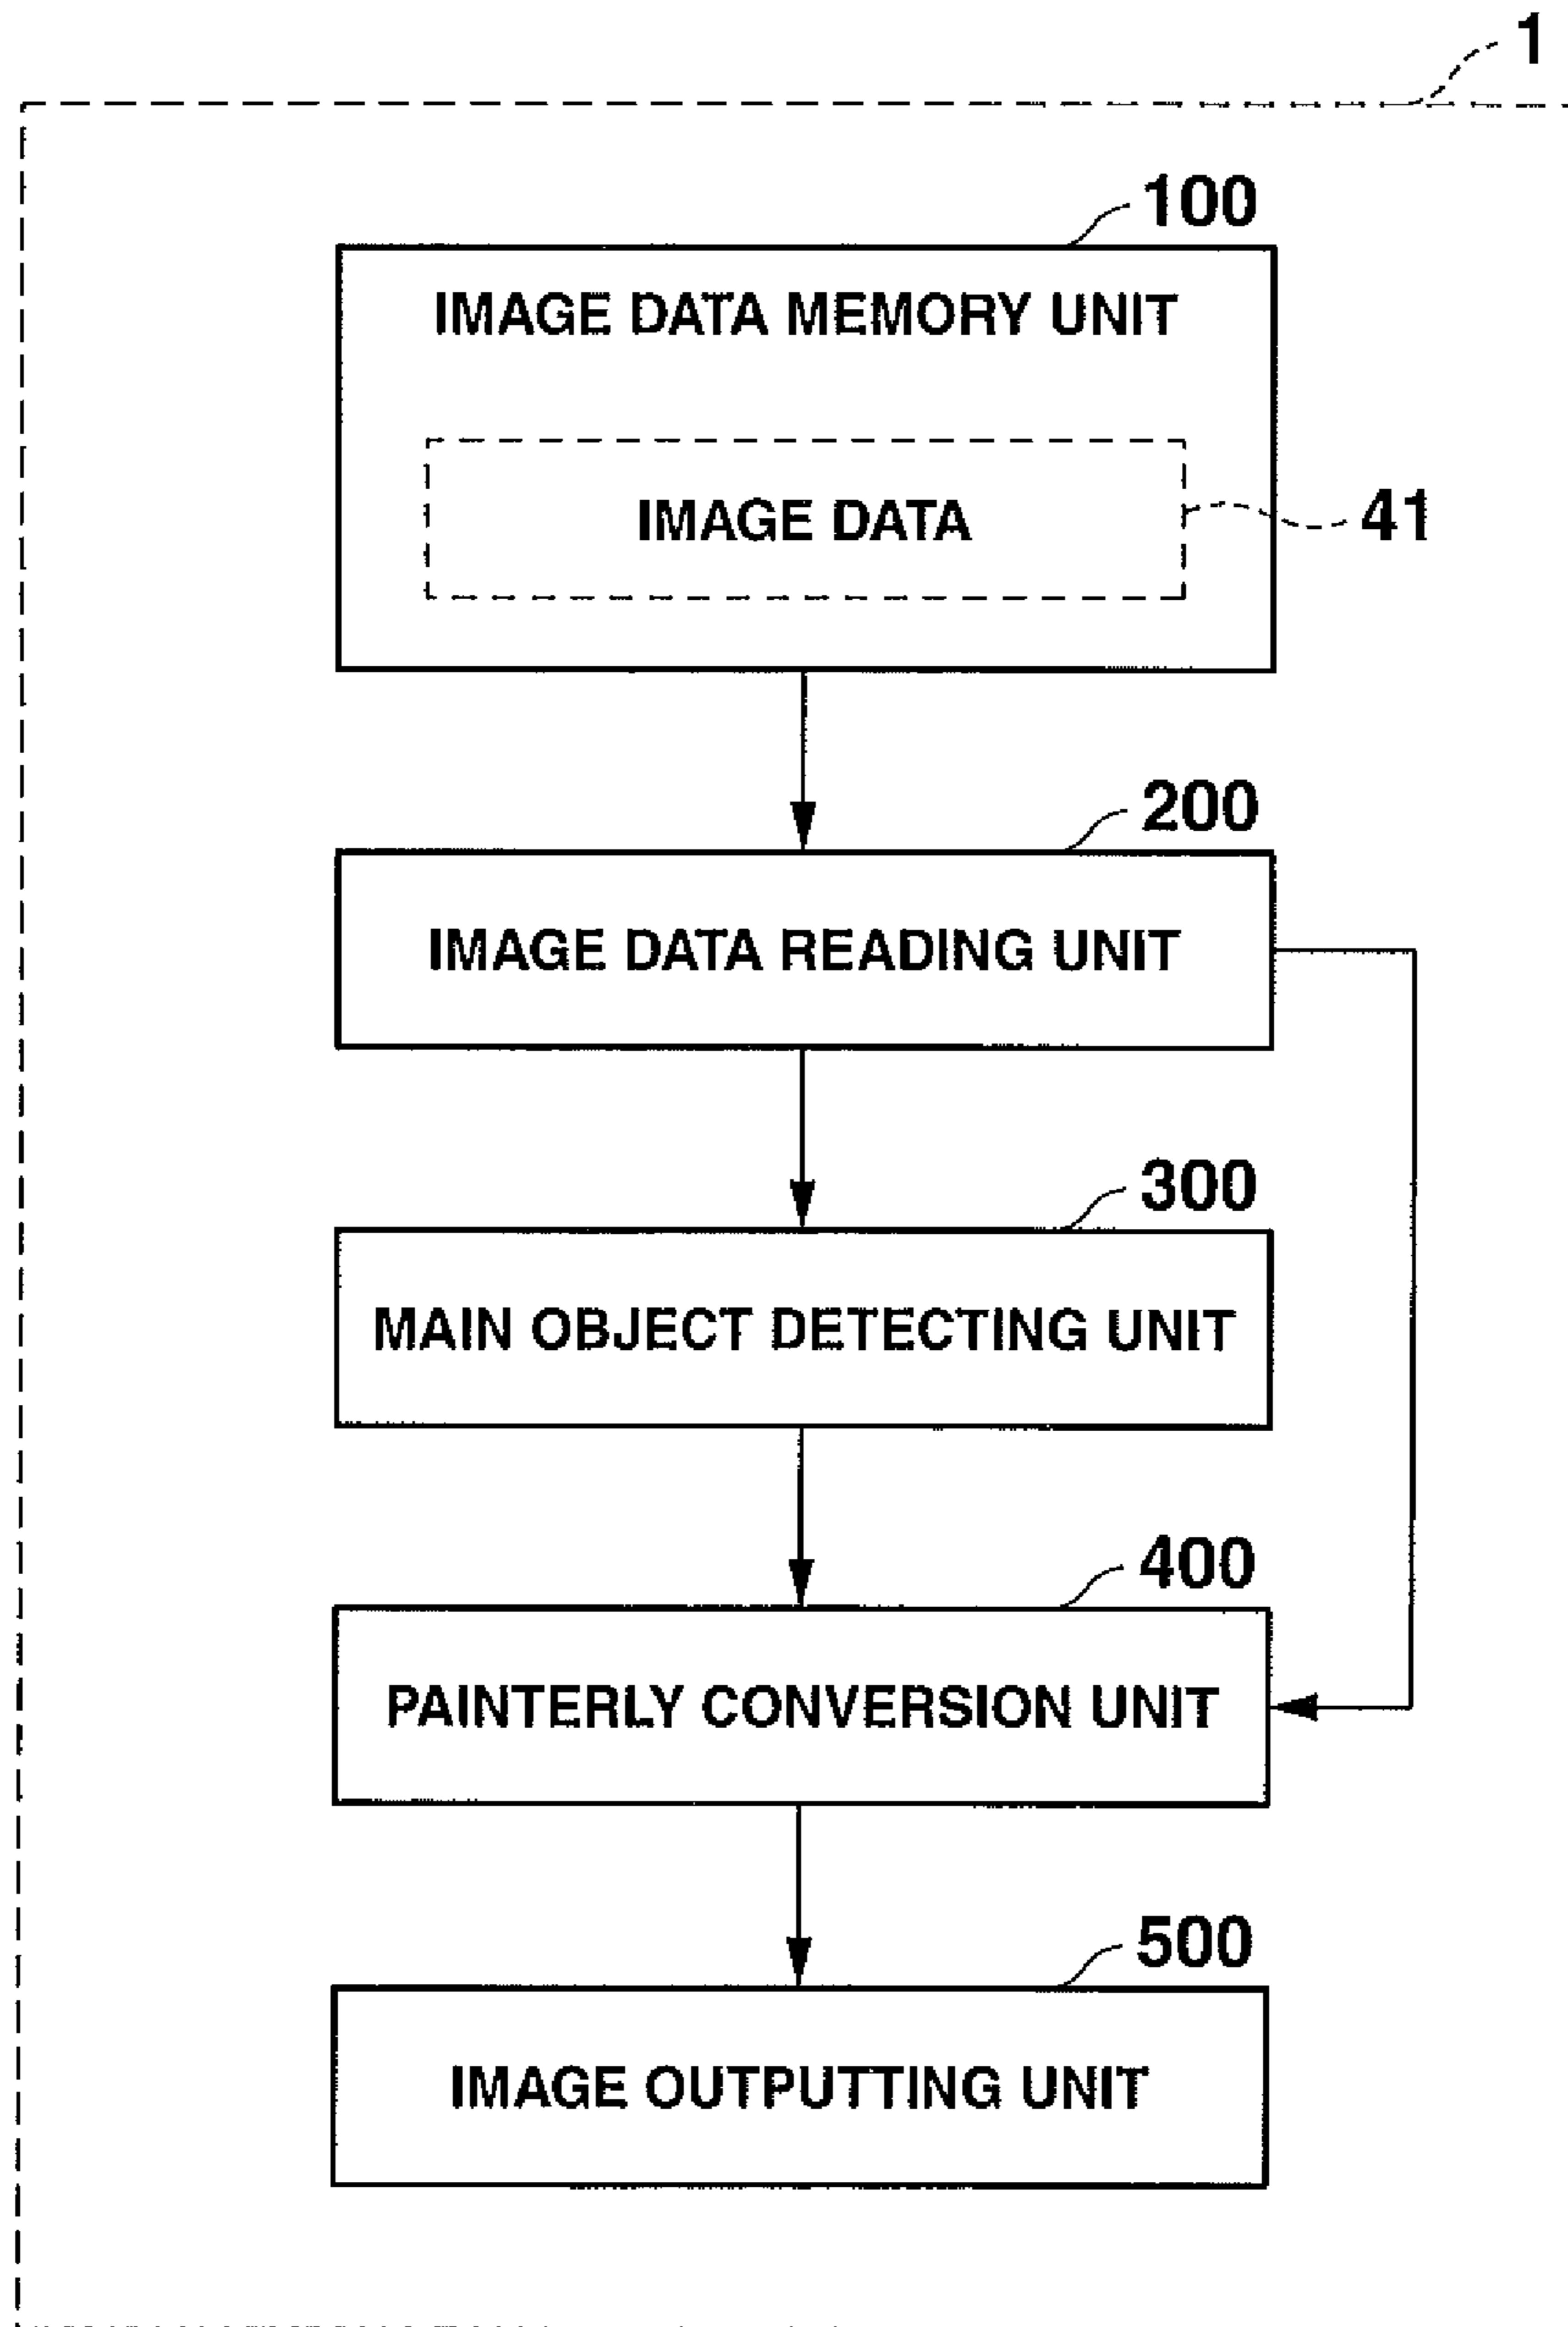 1
100
IMAGE DATA MEMORY UNIT
IMAGE DATA
41
200
IMAGE DATA READING UNIT
300
MAIN OBJECT DETECTING UNIT
400
PAINTERLY CONVERSION UNIT
500
IMAGE OUTPUTTING UNIT